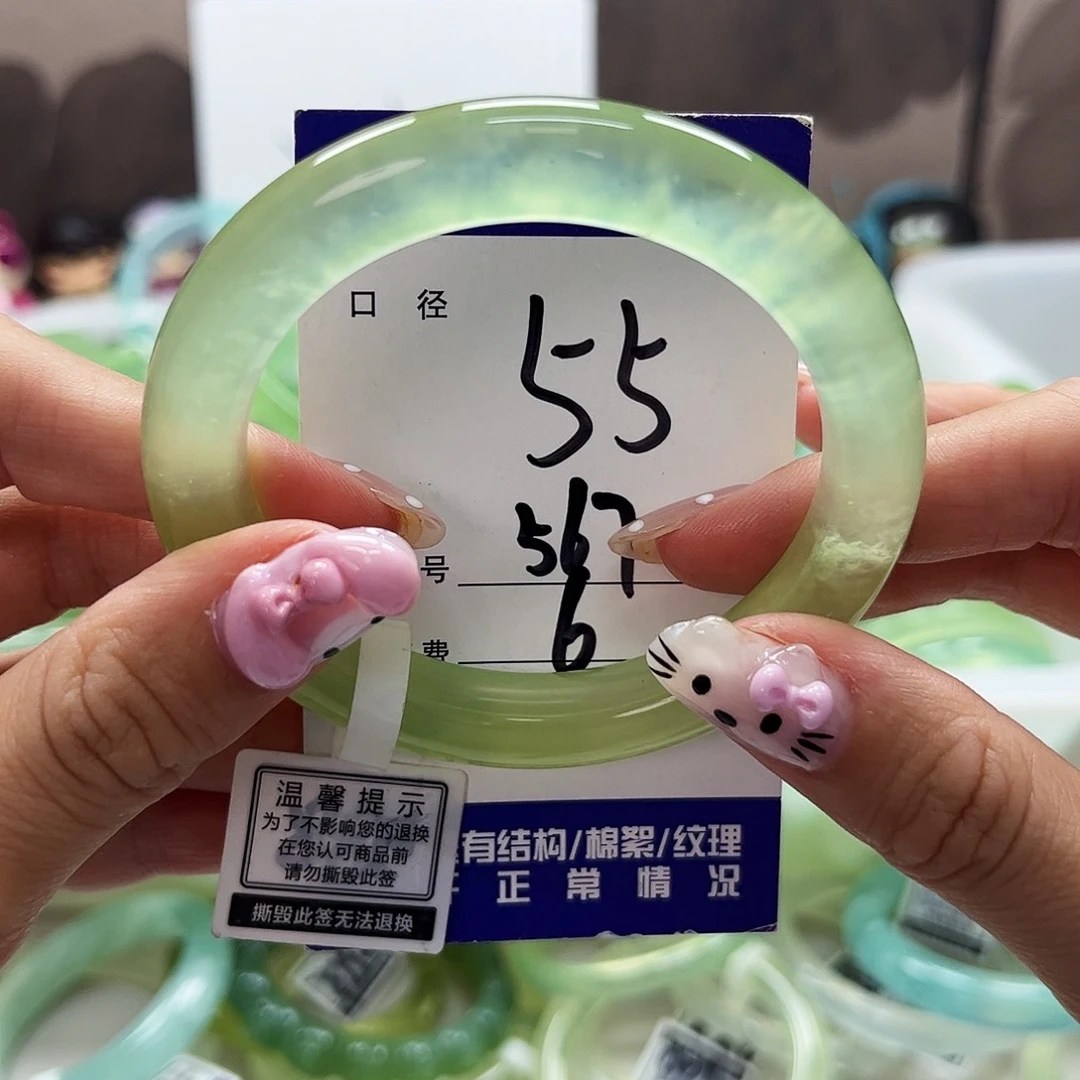 口 径
55
号 567
费 6
温馨提示
为了不影响您的退换
在您认可商品前
请勿撕毁此签
撕毁此签无法退换
有结构/棉絮/纹理
正 常 情 况